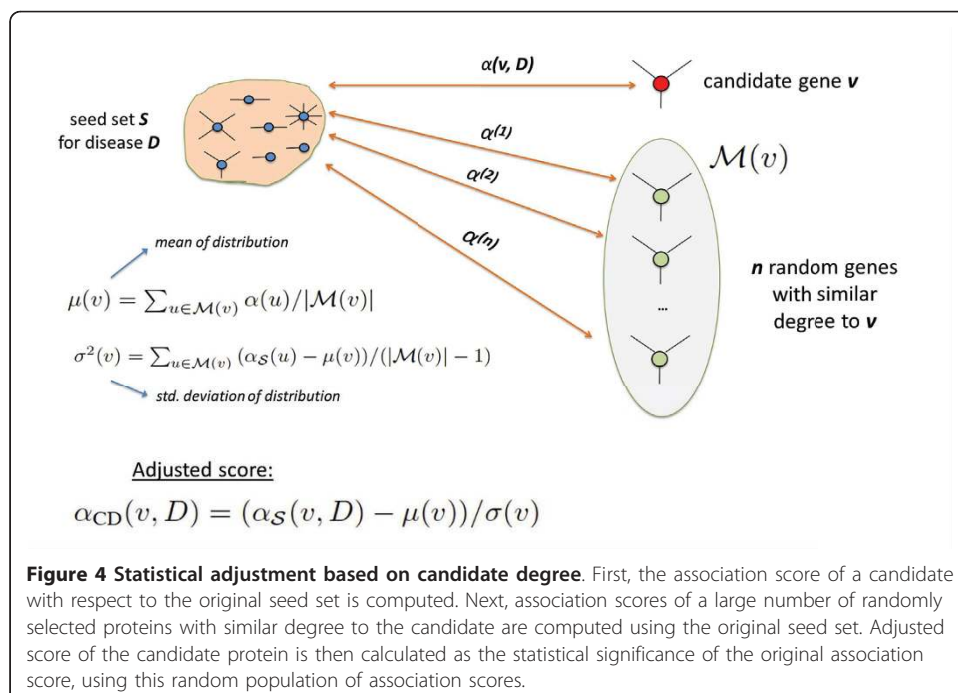 α(v, D)
candidate gene v
seed set S
for disease D
α(1)
α(2)
α(n)
M(v)
n random genes
with similar
degree to v
...
mean of distribution
μ(v) = ∑u∈M(v) α(u)/|M(v)|
σ²(v) = ∑u∈M(v) (αS(u) − μ(v))/(|M(v)| − 1)
std. deviation of distribution
Adjusted score:
αCD(v, D) = (αS(v, D) − μ(v))/σ(v)
Figure 4 Statistical adjustment based on candidate degree. First, the association score of a candidate
with respect to the original seed set is computed. Next, association scores of a large number of randomly
selected proteins with similar degree to the candidate are computed using the original seed set. Adjusted
score of the candidate protein is then calculated as the statistical significance of the original association
score, using this random population of association scores.